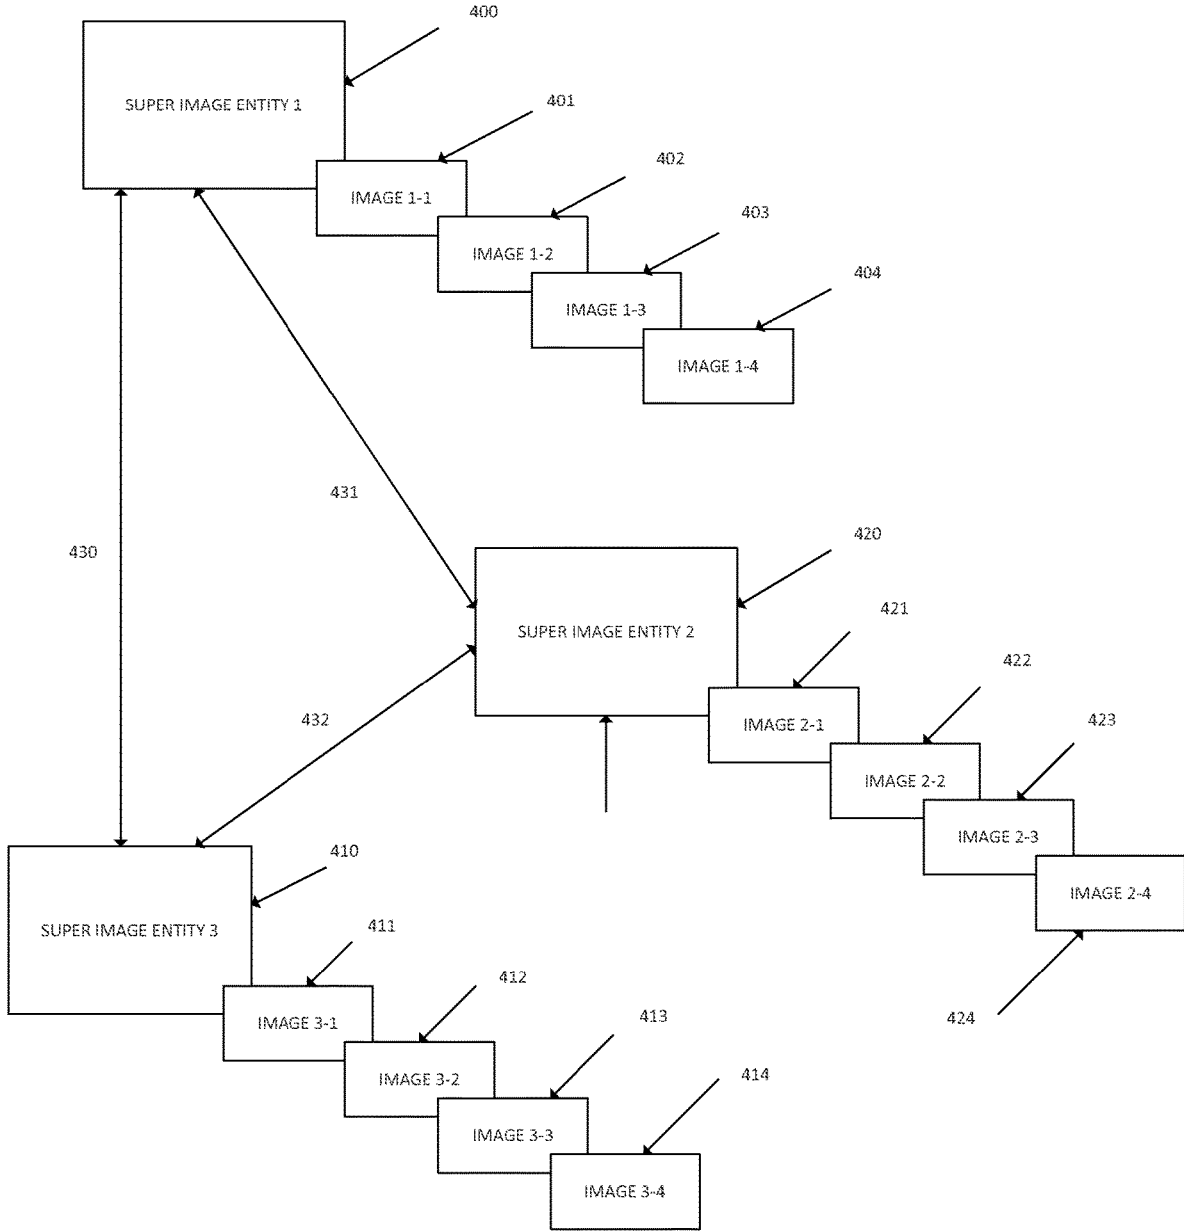 400
SUPER IMAGE ENTITY 1
401
402
IMAGE 1-1
403
IMAGE 1-2
404
IMAGE 1-3
IMAGE 1-4
431
430
420
421
SUPER IMAGE ENTITY 2
422
432
423
IMAGE 2-1
IMAGE 2-2
IMAGE 2-3
410
IMAGE 2-4
SUPER IMAGE ENTITY 3
411
412
413
424
IMAGE 3-1
414
IMAGE 3-2
IMAGE 3-3
IMAGE 3-4